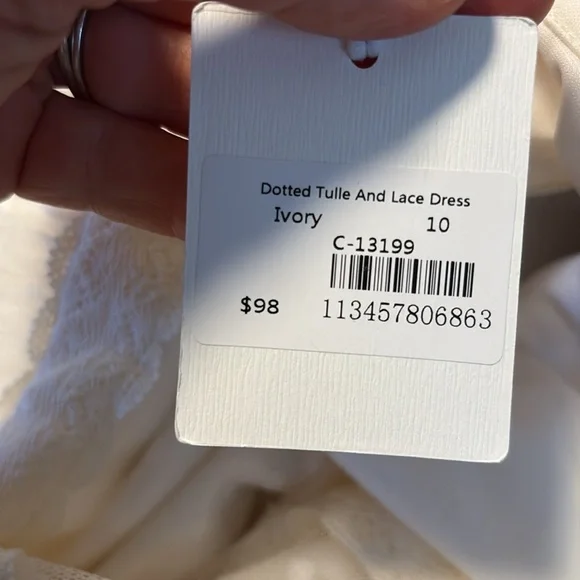 Dotted Tulle And Lace Dress
Ivory 10
C-13199
$98 113457806863